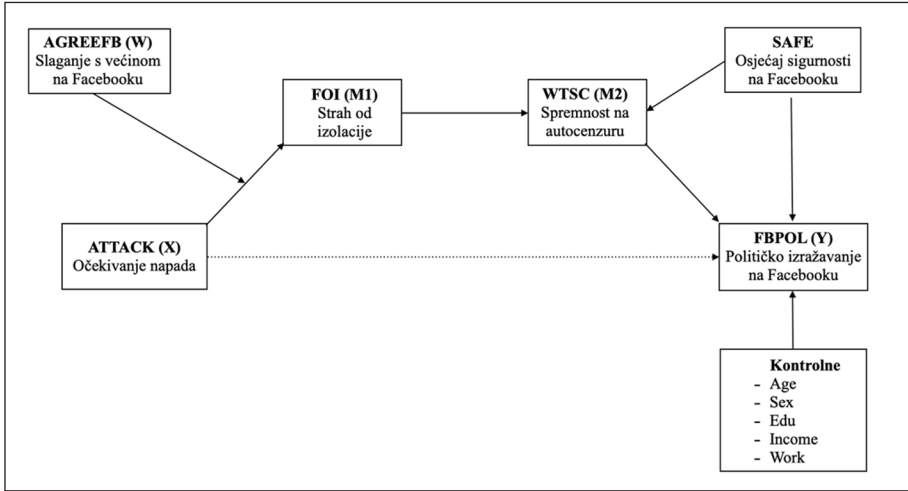 AGREEFB (W)
Slaganje s većinom
na Facebooku
SAFE
Osjećaj sigurnosti
na Facebooku
FOI (M1)
Strah od
izolacije
WTSC (M2)
Spremnost na
autocenzuru
ATTACK (X)
Očekivanje napada
FBPOL (Y)
Političko izražavanje
na Facebooku
Kontrolne
- Age
- Sex
- Edu
- Income
- Work